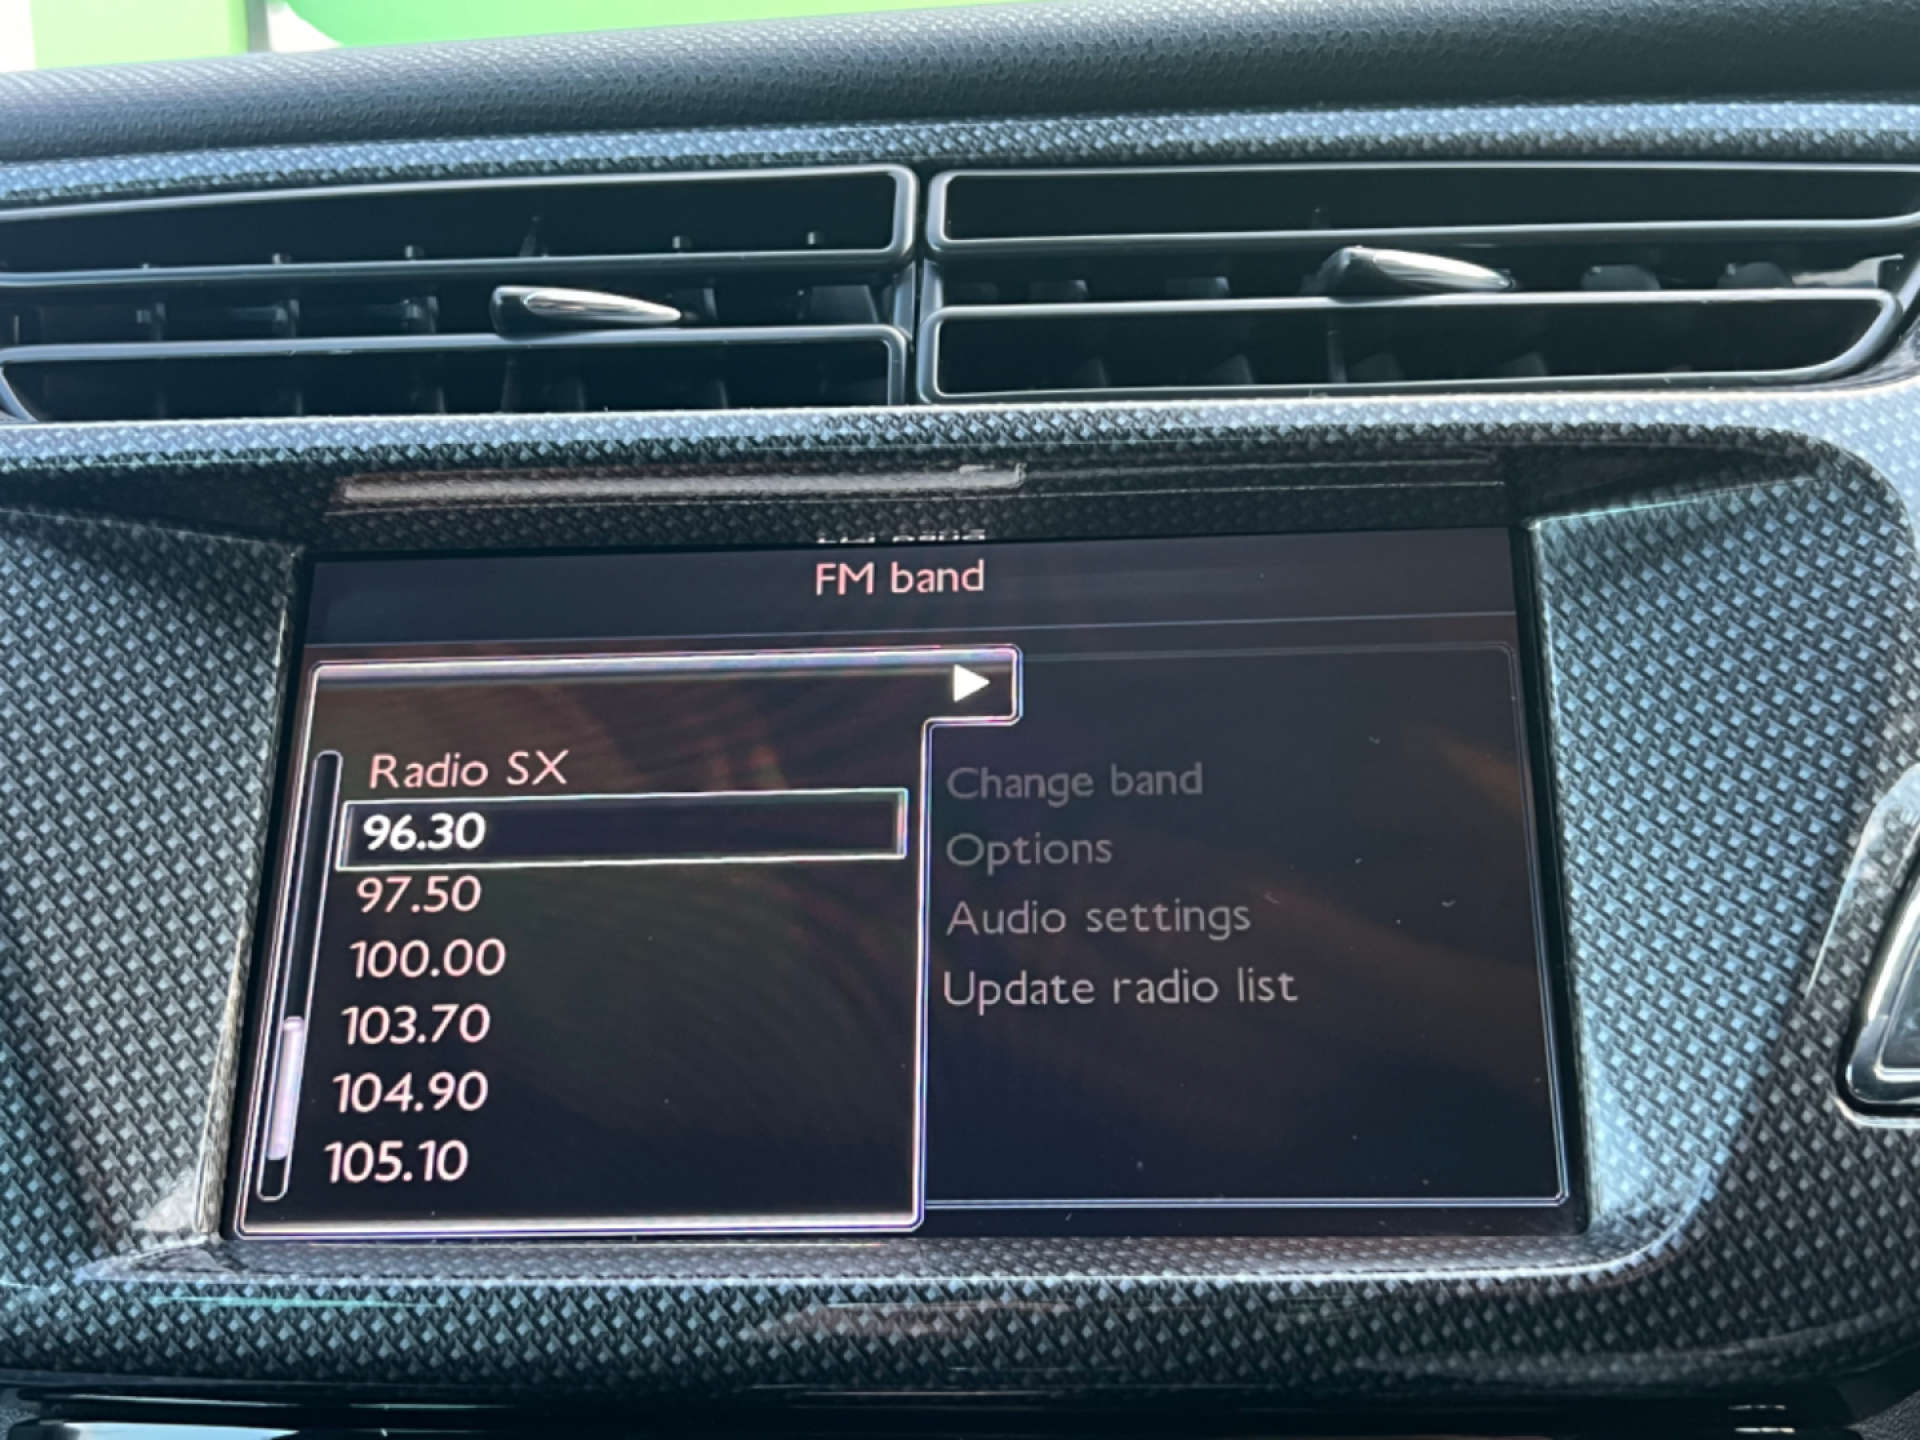 FM band
Radio SX
96.30
97.50
100.00
103.70
104.90
105.10
Change band
Options
Audio settings
Update radio list